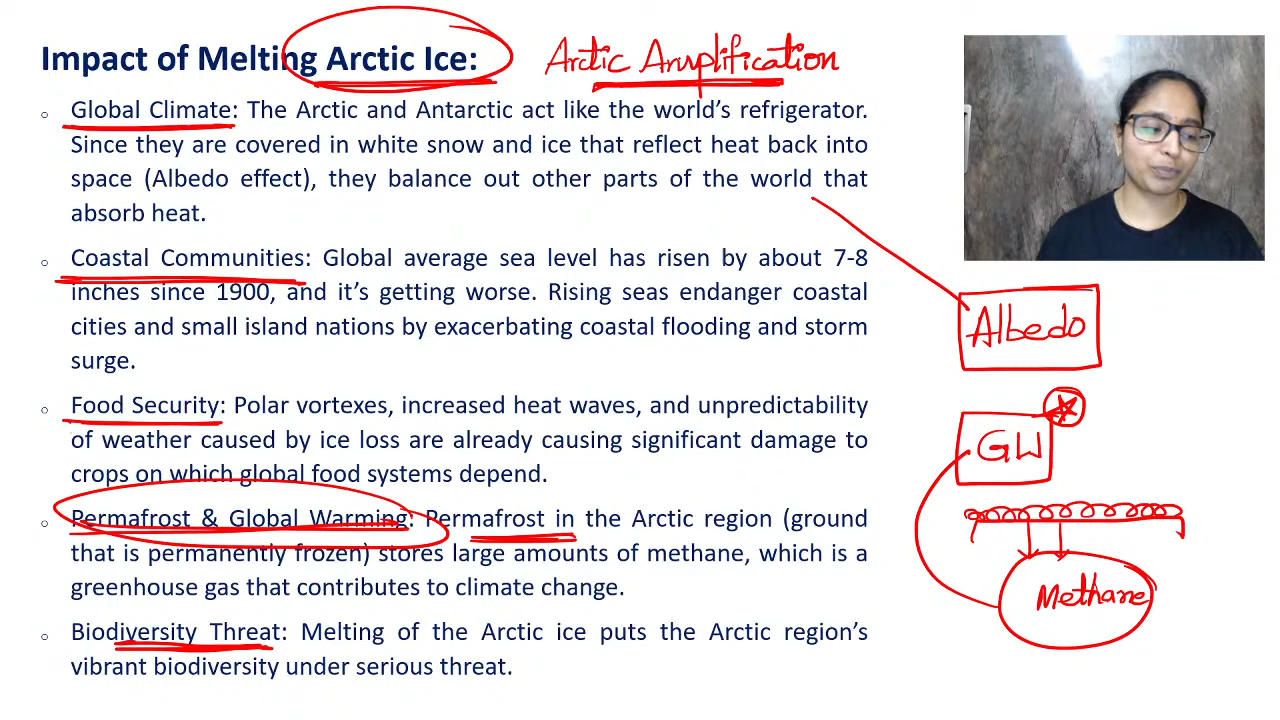 Impact of Melting Arctic Ice:
Arctic Amplification
Global Climate: The Arctic and Antarctic act like the world's refrigerator.
Since they are covered in white snow and ice that reflect heat back into
space (Albedo effect), they balance out other parts of the world that
absorb heat.
Coastal Communities: Global average sea level has risen by about 7-8
inches since 1900, and it's getting worse. Rising seas endanger coastal
cities and small island nations by exacerbating coastal flooding and storm
surge.
Food Security: Polar vortexes, increased heat waves, and unpredictability
of weather caused by ice loss are already causing significant damage to
crops on which global food systems depend.
Permafrost & Global Warming: Permafrost in the Arctic region (ground
that is permanently frozen) stores large amounts of methane, which is a
greenhouse gas that contributes to climate change.
Biodiversity Threat: Melting of the Arctic ice puts the Arctic region's
vibrant biodiversity under serious threat.
Albedo
GW
Methane